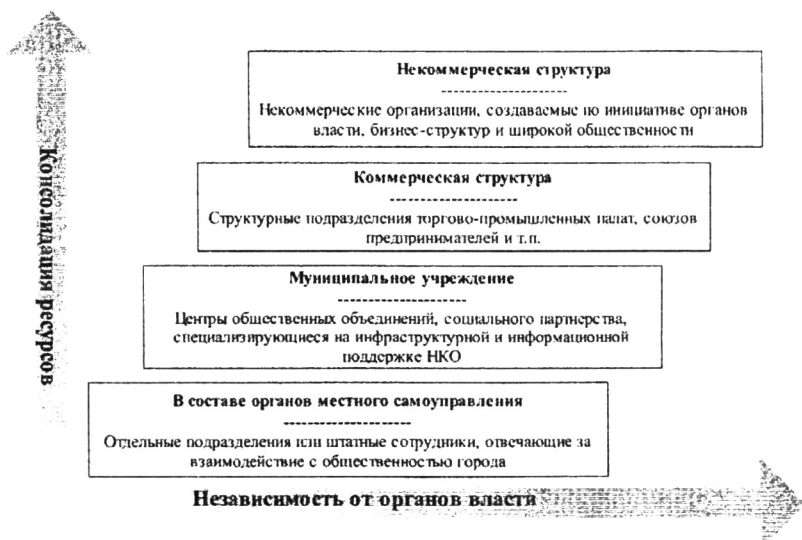 Некоммерческая структура
Некоммерческие организации, создаваемые по инициативе органов
власти, бизнес-структур и широкой общественности
Коммерческая структура
Структурные подразделения торгово-промышленных палат, союзов
предпринимателей и т.п.
Муниципальное учреждение
Центры общественных объединений, социального партнерства,
специализирующиеся на инфраструктурной и информационной
поддержке НКО
В составе органов местного самоуправления
Отдельные подразделения или штатные сотрудники, отвечающие за
взаимодействие с общественностью города
Консолидация ресурсов
Независимость от органов власти